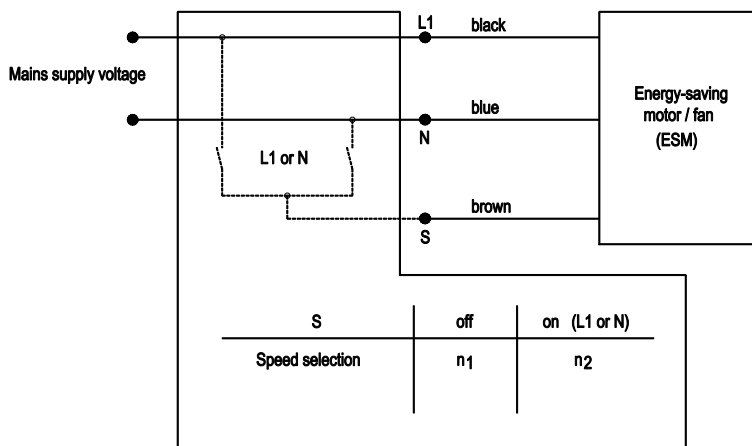 L1
black
Mains supply voltage
Energy-saving
motor / fan
(ESM)
blue
N
L1 or N
brown
S
S off on (L1 or N)
Speed selection n1 n2